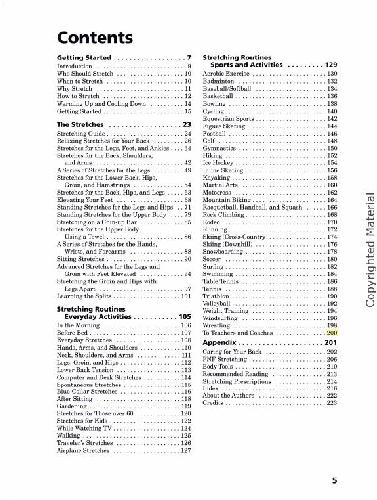 Contents
Getting Started 7
Introduction 8
Who Should Stretch 10
When to Stretch 10
Why Stretch 11
How to Stretch 12
Warming Up and Cooling Down 14
Getting Started 15
The Stretches 23
Stretching Guide 24
Relaxing Stretches for Your Back 26
Stretches for the Legs, Feet, and Ankles 34
Stretches for the Back, Shoulders,
and Arms 42
A Series of Stretches for the Legs 49
Stretches for the Lower Back, Hips,
Groin, and Hamstrings 54
Stretches for the Back, Hips, and Legs 63
Elevating Your Feet 68
Standing Stretches for the Legs and Hips 71
Standing Stretches for the Upper Body 79
Stretching on a Chin-up Bar 85
Stretches for the Upper Body
Using a Towel 86
A Series of Stretches for the Hands,
Wrists, and Forearms 88
Sitting Stretches 90
Advanced Stretches for the Legs and
Groin with Feet Elevated 94
Stretching the Groin and Hips with
Legs Apart 97
Learning the Splits 101
Stretching Routines
Everyday Activities 105
In the Morning 106
Before Bed 107
Everyday Stretches 108
Hands, Arms, and Shoulders 110
Neck, Shoulders, and Arms 111
Legs, Groin, and Hips 112
Lower Back Tension 113
Computer and Desk Stretches 114
Spontaneous Stretches 115
Blue-Collar Stretches 116
After Sitting 118
Gardening 119
Stretches for Those over 60 120
Stretches for Kids 122
While Watching TV 124
Walking 125
Traveler's Stretches 126
Airplane Stretches 127
Stretching Routines
Sports and Activities 129
Aerobic Exercise 130
Badminton 132
Baseball/Softball 134
Basketball 136
Bowling 138
Cycling 140
Equestrian Sports 142
Figure Skating 144
Football 146
Golf 148
Gymnastics 150
Hiking 152
Ice Hockey 154
Inline Skating 156
Kayaking 158
Martial Arts 160
Motocross 162
Mountain Biking 164
Racquetball, Handball, and Squash 166
Rock Climbing 168
Rodeo 170
Running 172
Skiing (Cross-Country) 174
Skiing (Downhill) 176
Snowboarding 178
Soccer 180
Surfing 182
Swimming 184
Table Tennis 186
Tennis 188
Triathlon 190
Volleyball 192
Weight Training 194
Windsurfing 196
Wrestling 198
To Teachers and Coaches 200
Appendix 201
Caring for Your Back 202
PNF Stretching 206
Body Tools 210
Recommended Reading 212
Stretching Prescriptions 214
Index 218
About the Authors 222
Credits 223
5
Copyrighted Material